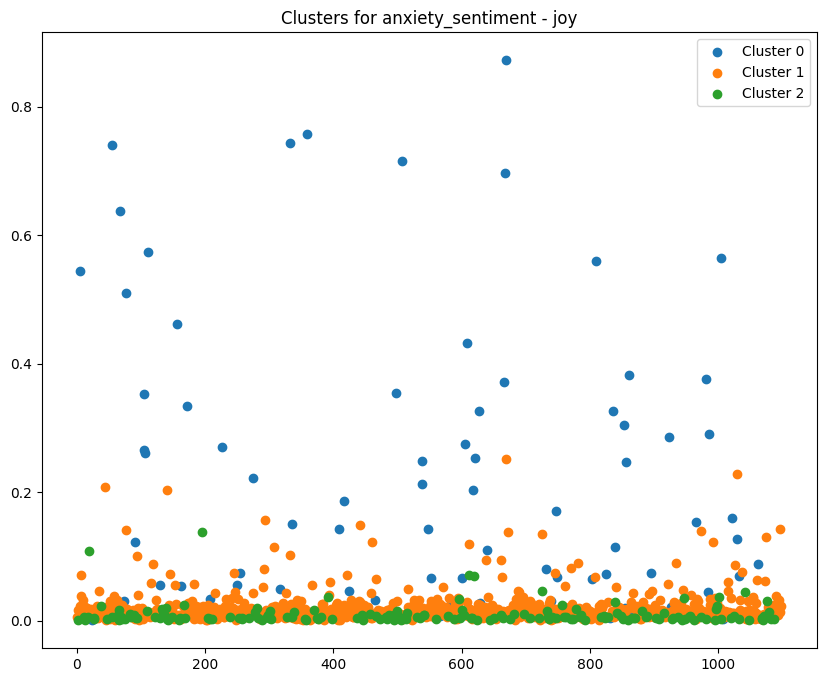 Clusters for anxiety_sentiment - joy
Cluster 0
Cluster 1
Cluster 2
0.8
0.6
0.4
0.2
0.0
0 200 400 600 800 1000